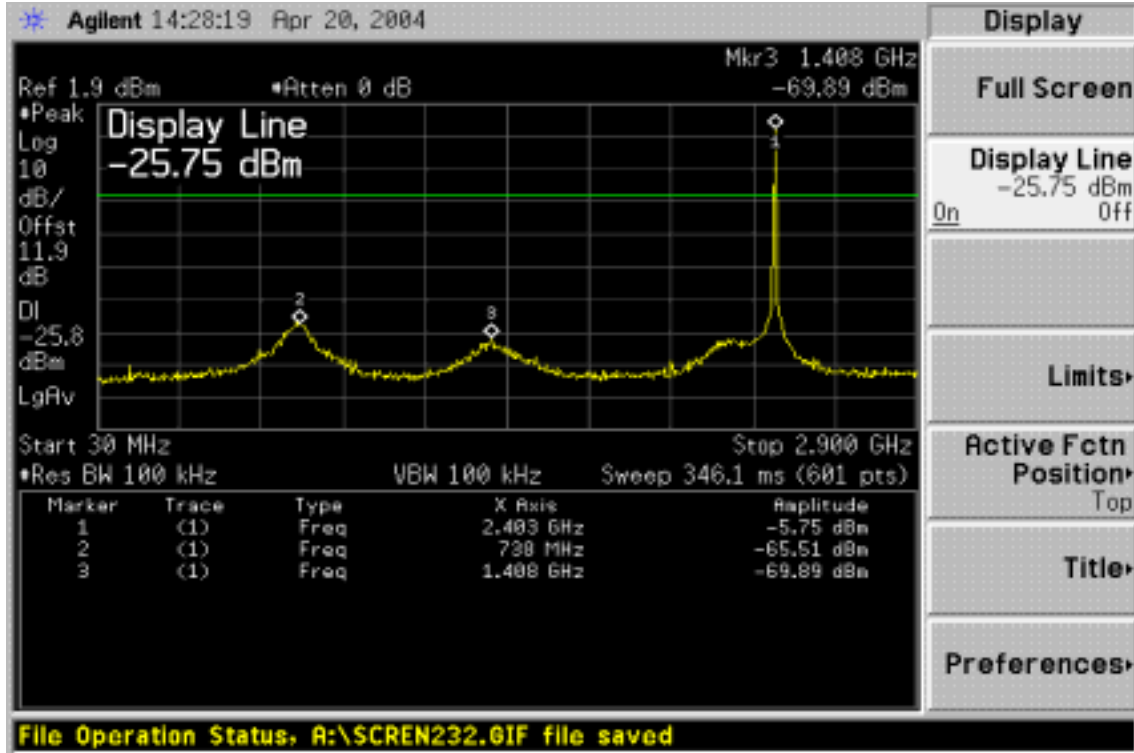 Agilent 14:28:19 Apr 20, 2004
Mkr3 1.408 GHz
Ref 1.9 dBm #Atten 0 dB -69.89 dBm
#Peak
Log
10
dB/
Offst
11.9
dB
DI
-25.8
dBm
LgAv
Display Line
-25.75 dBm
1
2
3
Start 30 MHz Stop 2.900 GHz
#Res BW 100 kHz VBW 100 kHz Sweep 346.1 ms (601 pts)
Marker Trace Type X Axis Amplitude
1 (1) Freq 2.403 GHz -5.75 dBm
2 (1) Freq 738 MHz -65.51 dBm
3 (1) Freq 1.408 GHz -69.89 dBm
File Operation Status, A:\SCREN232.GIF file saved
Display
Full Screen
Display Line
-25.75 dBm
On Off
Limits
Active Fctn
Position
Top
Title
Preferences